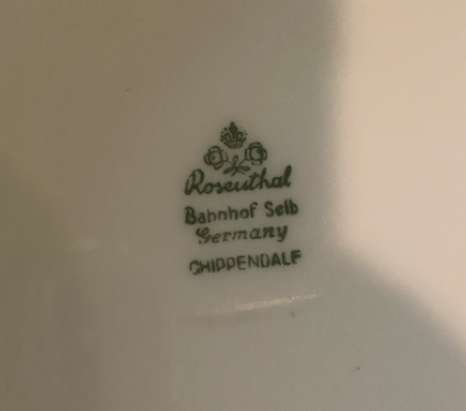 Rosenthal
Bahnhof Selb
Germany
CHIPPENDALE